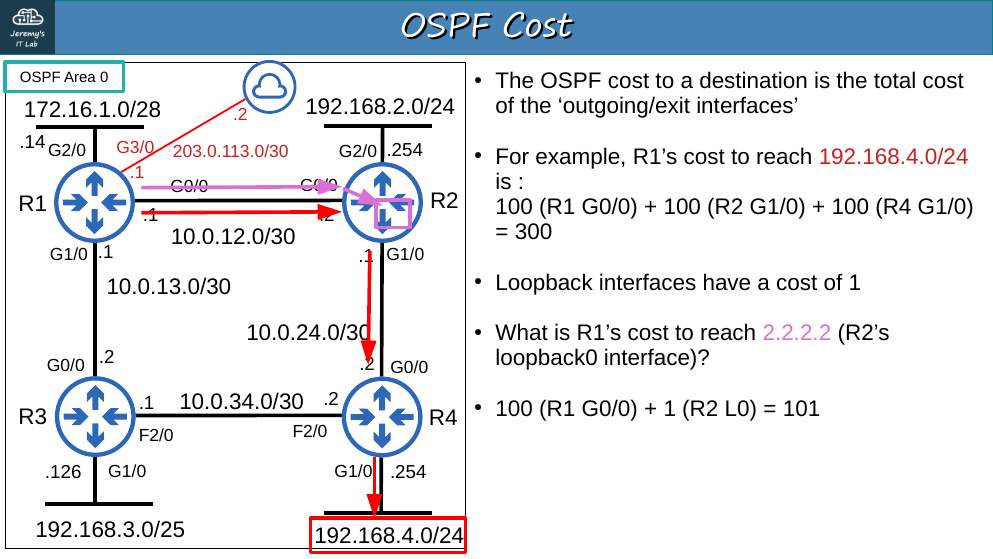 Jeremy's
IT Lab
OSPF Cost
OSPF Area 0
172.16.1.0/28
192.168.2.0/24
.2
.14
G2/0
G3/0
203.0.113.0/30
G2/0
.254
.1
R1
G0/0
G0/0
R2
.1
.2
10.0.12.0/30
G1/0
.1
.1
G1/0
10.0.13.0/30
10.0.24.0/30
G0/0
.2
.2
G0/0
R3
.1
10.0.34.0/30
.2
R4
F2/0
F2/0
.126
G1/0
G1/0
.254
192.168.3.0/25
192.168.4.0/24
• The OSPF cost to a destination is the total cost
of the ‘outgoing/exit interfaces’
• For example, R1’s cost to reach 192.168.4.0/24
is :
100 (R1 G0/0) + 100 (R2 G1/0) + 100 (R4 G1/0)
= 300
• Loopback interfaces have a cost of 1
• What is R1’s cost to reach 2.2.2.2 (R2’s
loopback0 interface)?
• 100 (R1 G0/0) + 1 (R2 L0) = 101